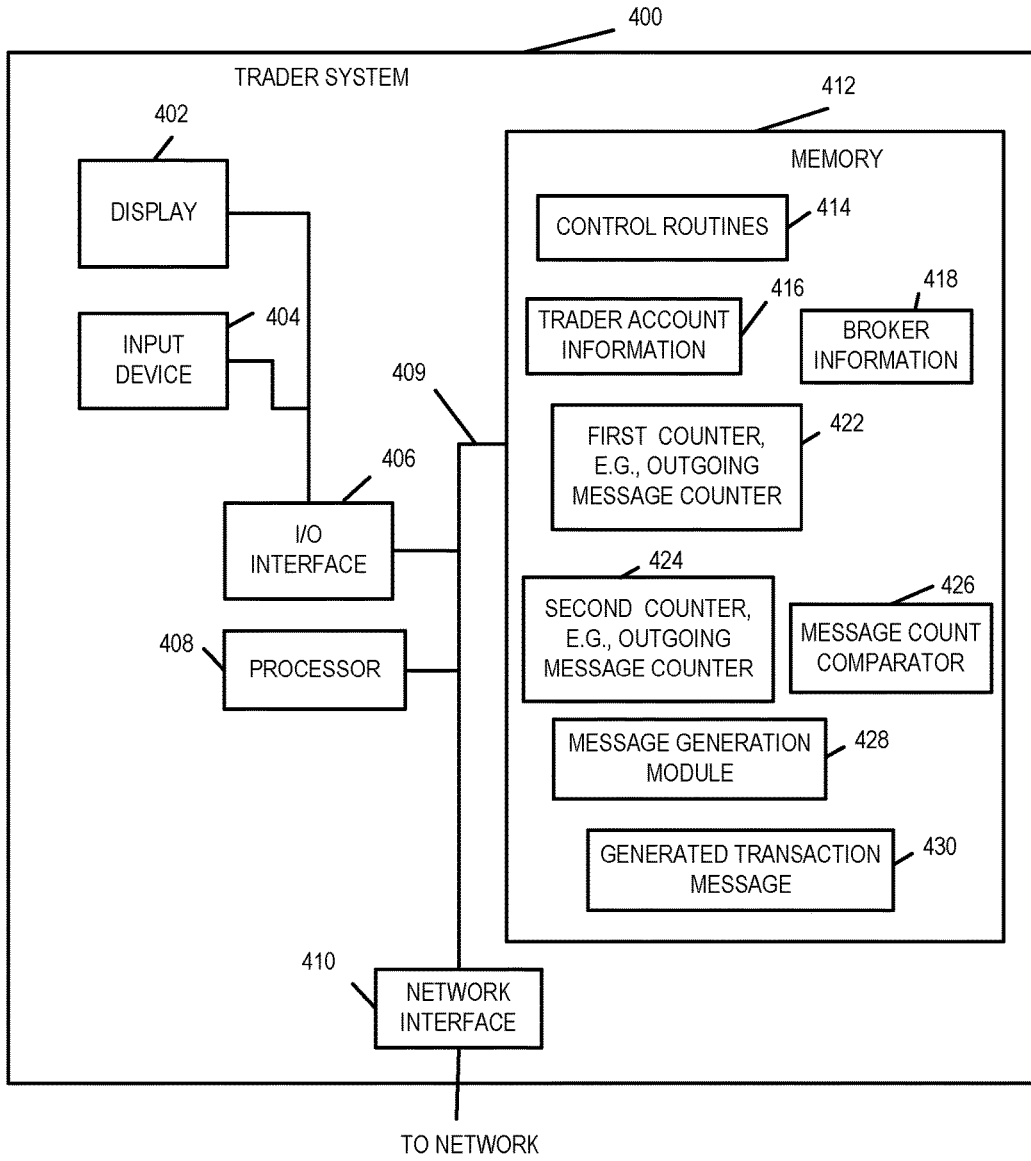 400
TRADER SYSTEM
402
DISPLAY
404
INPUT
DEVICE
406
I/O
INTERFACE
408
PROCESSOR
409
410
NETWORK
INTERFACE
TO NETWORK
412
MEMORY
CONTROL ROUTINES
414
TRADER ACCOUNT
INFORMATION
416
418
BROKER
INFORMATION
FIRST COUNTER,
E.G., OUTGOING
MESSAGE COUNTER
422
424
SECOND COUNTER,
E.G., OUTGOING
MESSAGE COUNTER
426
MESSAGE COUNT
COMPARATOR
MESSAGE GENERATION
MODULE
428
GENERATED TRANSACTION
MESSAGE
430